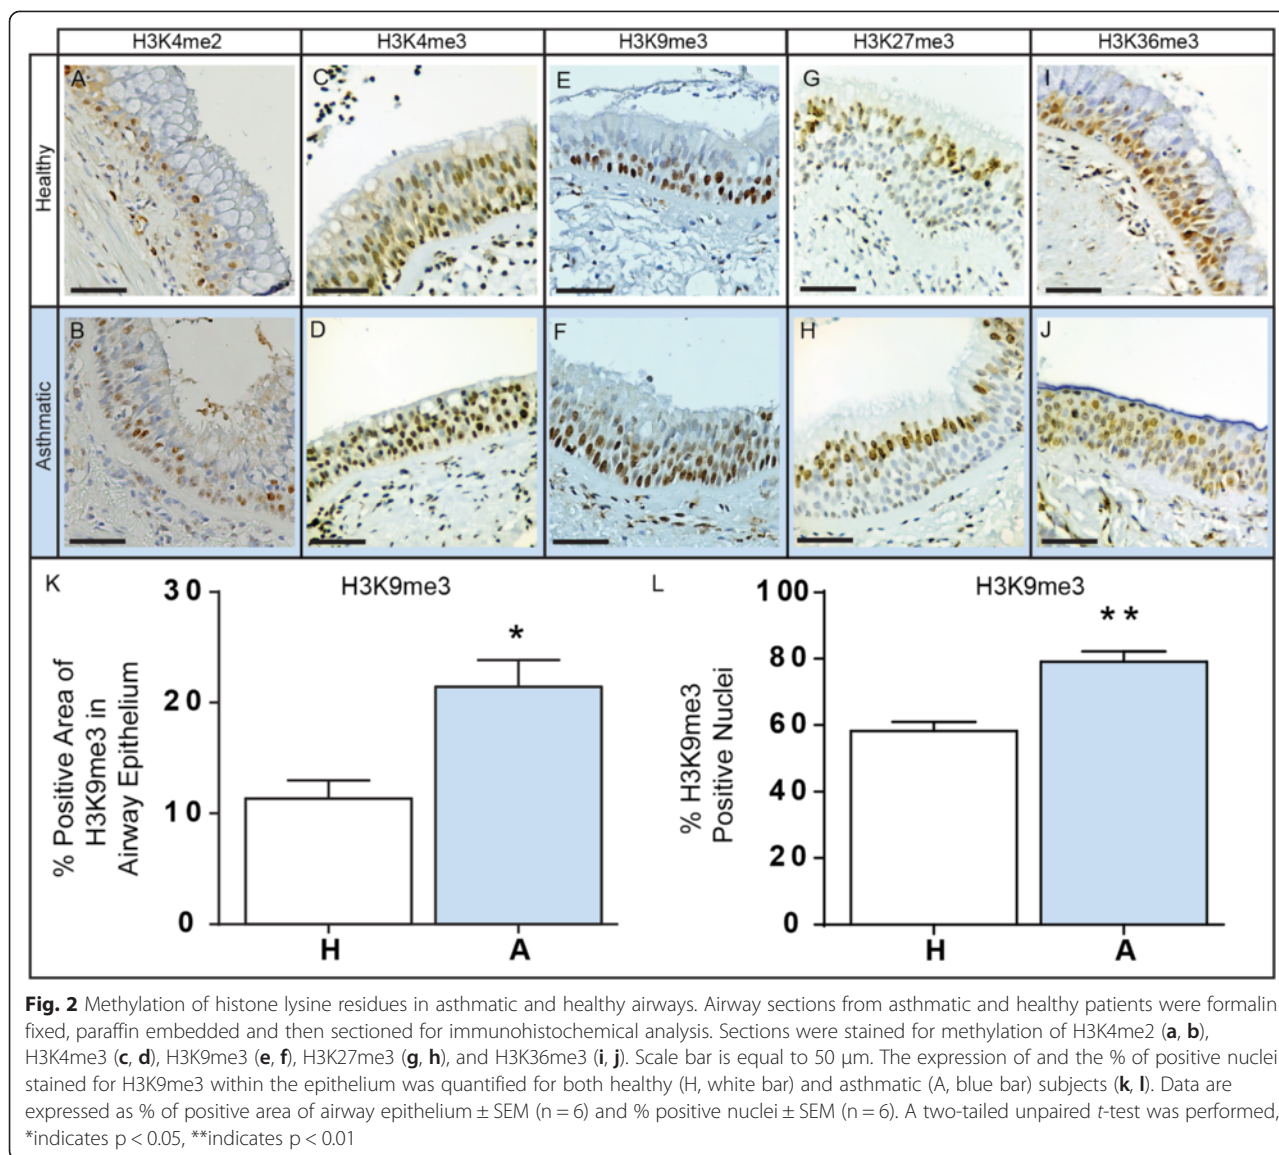 H3K4me2 H3K4me3 H3K9me3 H3K27me3 H3K36me3
Healthy
A C E G I
Asthmatic
B D F H J
K H3K9me3
% Positive Area of
H3K9me3 in
Airway Epithelium
30
20
10
0
*
H A
L H3K9me3
% H3K9me3
Positive Nuclei
100
80
60
40
20
0
**
H A
Fig. 2 Methylation of histone lysine residues in asthmatic and healthy airways. Airway sections from asthmatic and healthy patients were formalin
fixed, paraffin embedded and then sectioned for immunohistochemical analysis. Sections were stained for methylation of H3K4me2 (a, b),
H3K4me3 (c, d), H3K9me3 (e, f), H3K27me3 (g, h), and H3K36me3 (i, j). Scale bar is equal to 50 μm. The expression of and the % of positive nuclei
stained for H3K9me3 within the epithelium was quantified for both healthy (H, white bar) and asthmatic (A, blue bar) subjects (k, l). Data are
expressed as % of positive area of airway epithelium ± SEM (n = 6) and % positive nuclei ± SEM (n = 6). A two-tailed unpaired t-test was performed,
*indicates p < 0.05, **indicates p < 0.01